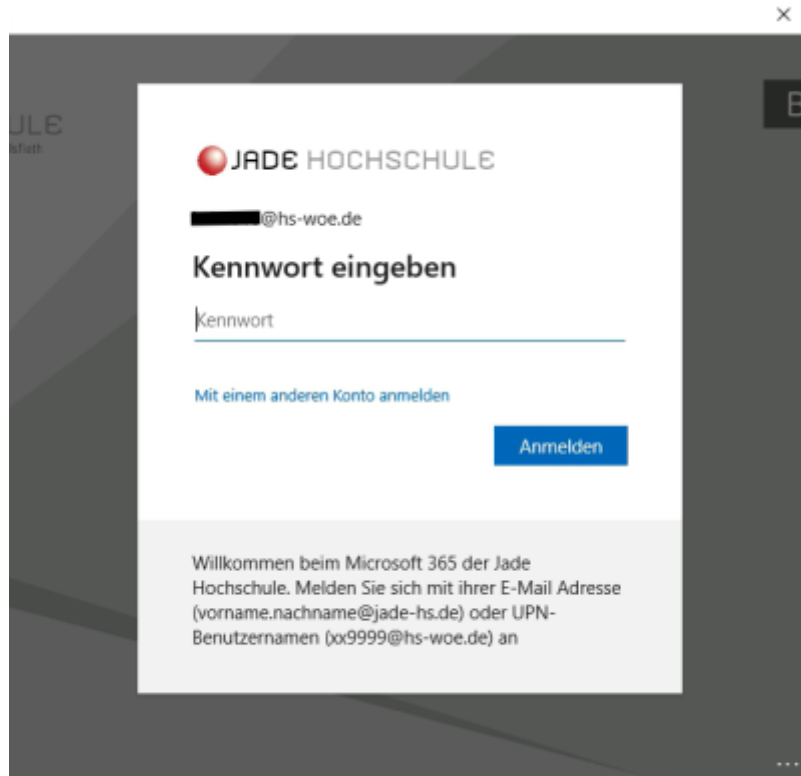 ULE
JADE HOCHSCHULE
@hs-woe.de
Kennwort eingeben
Kennwort
Mit einem anderen Konto anmelden
Anmelden
Willkommen beim Microsoft 365 der Jade
Hochschule. Melden Sie sich mit ihrer E-Mail Adresse
(vorname.nachname@jade-hs.de) oder UPN-
Benutzernamen (xx9999@hs-woe.de) an